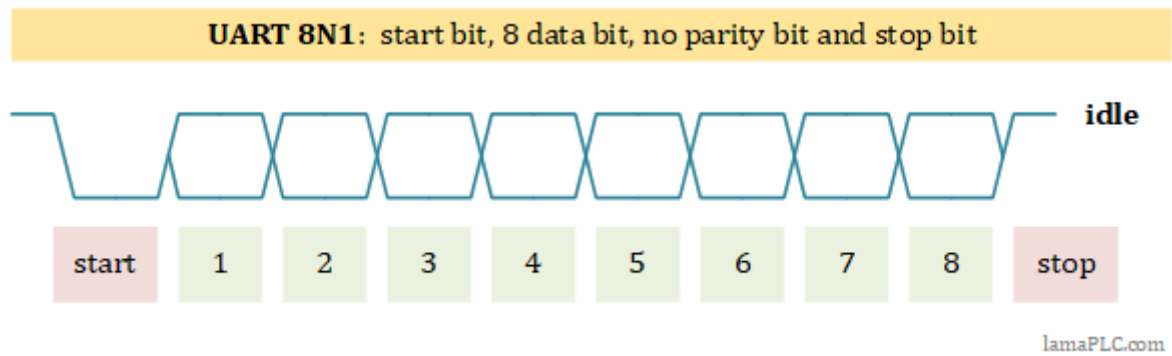 UART 8N1: start bit, 8 data bit, no parity bit and stop bit
idle
start 1 2 3 4 5 6 7 8 stop
lamaPLC.com